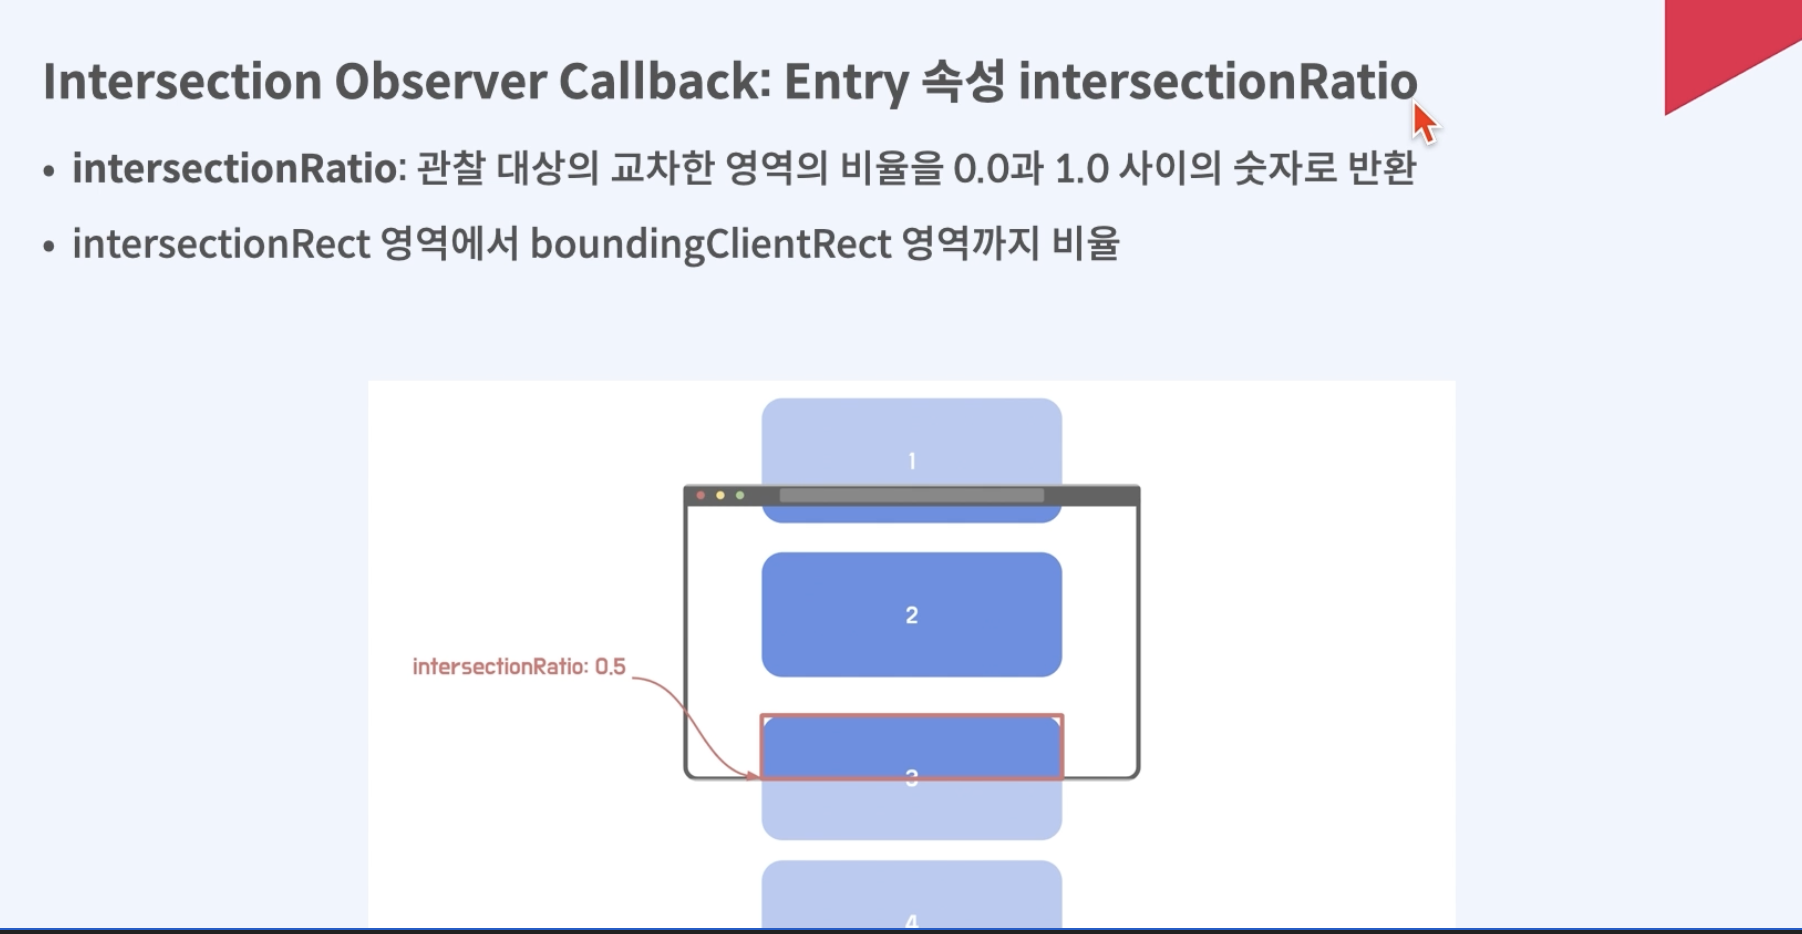 Intersection Observer Callback: Entry 속성 intersectionRatio
• intersectionRatio: 관찰 대상의 교차한 영역의 비율을 0.0과 1.0 사이의 숫자로 반환
• intersectionRect 영역에서 boundingClientRect 영역까지 비율
1
2
intersectionRatio: 0.5
3
4